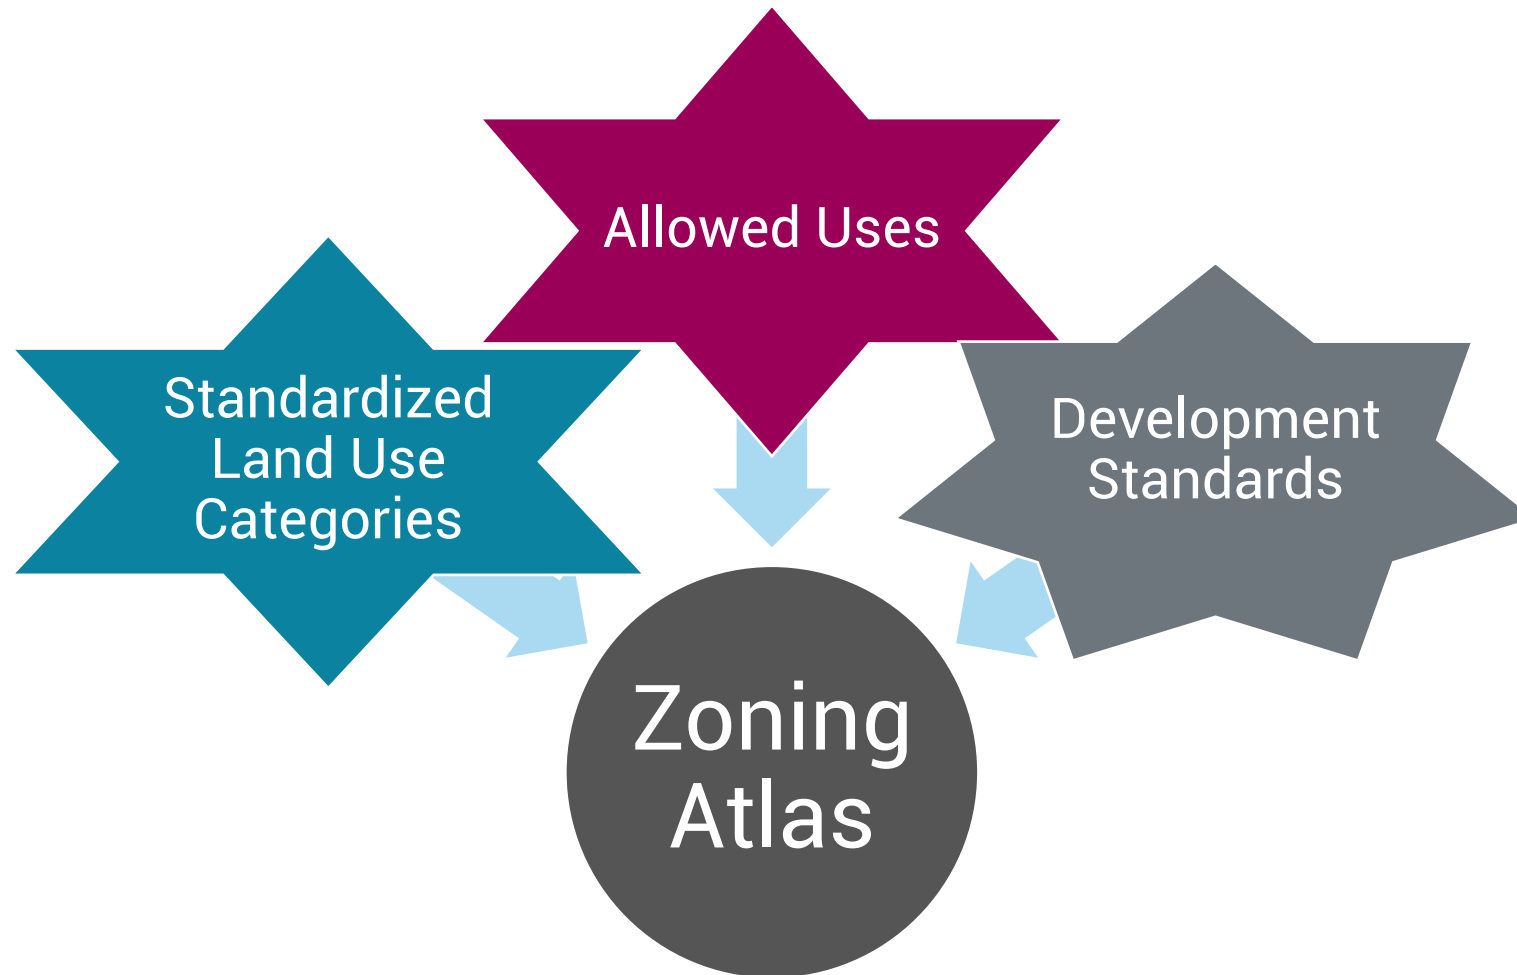 Allowed Uses
Standardized
Land Use
Categories
Development
Standards
Zoning
Atlas